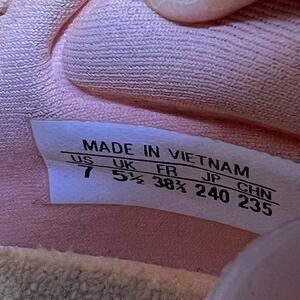 MADE IN VIETNAM
US UK FR JP CHN
7 5½ 38⅔ 240 235